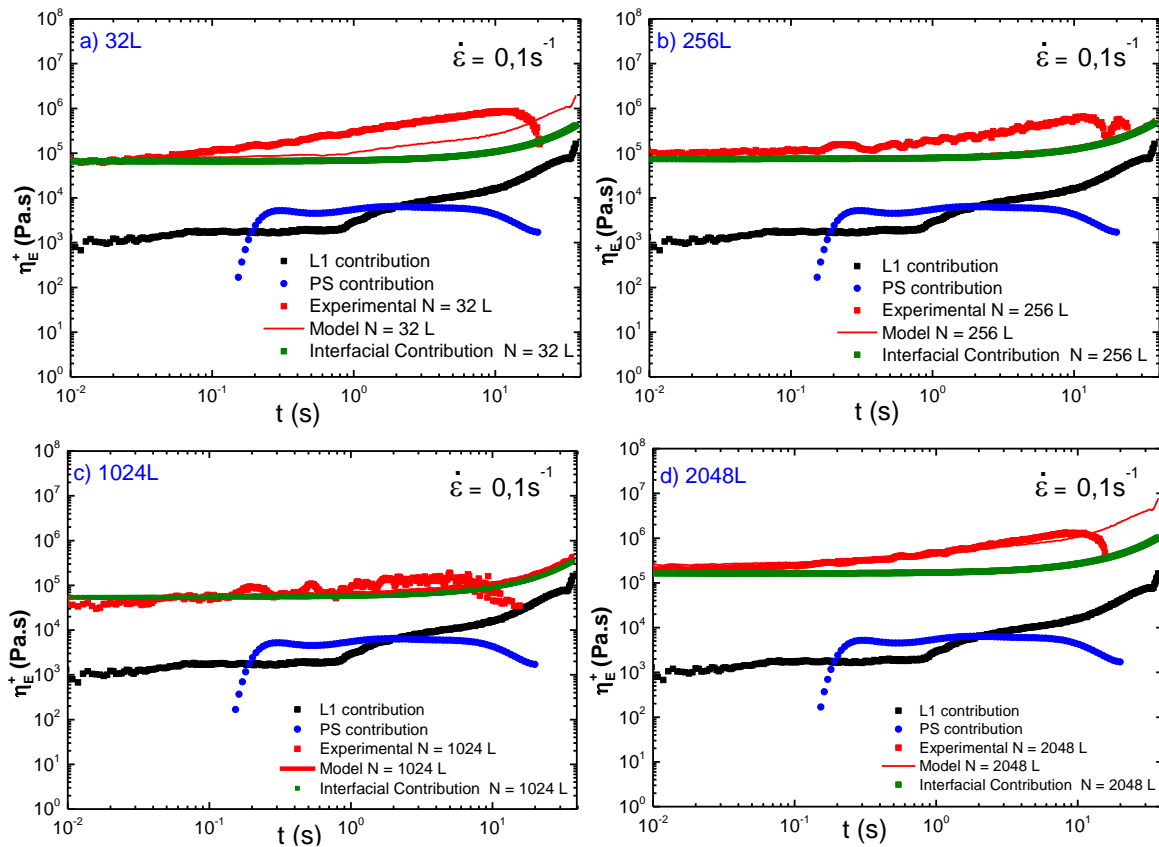 a) 32L
ε̇ = 0,1s⁻¹
10⁸
10⁷
10⁶
10⁵
10⁴
10³
10²
10¹
10⁰
η_E⁺ (Pa.s)
L1 contribution
PS contribution
Experimental N = 32 L
Model N = 32 L
Interfacial Contribution N = 32 L
10⁻² 10⁻¹ 10⁰ 10¹
t (s)
b) 256L
ε̇ = 0,1s⁻¹
10⁸
10⁷
10⁶
10⁵
10⁴
10³
10²
10¹
10⁰
η_E⁺ (Pa.s)
L1 contribution
PS contribution
Experimental N = 256 L
Model N = 256 L
Interfacial Contribution N = 256 L
10⁻² 10⁻¹ 10⁰ 10¹
t (s)
c) 1024L
ε̇ = 0,1s⁻¹
10⁸
10⁷
10⁶
10⁵
10⁴
10³
10²
10¹
10⁰
η_E⁺ (Pa.s)
L1 contribution
PS contribution
Experimental N = 1024 L
Model N = 1024 L
Interfacial Contribution N = 1024 L
10⁻² 10⁻¹ 10⁰ 10¹
t (s)
d) 2048L
ε̇ = 0,1s⁻¹
10⁸
10⁷
10⁶
10⁵
10⁴
10³
10²
10¹
10⁰
η_E⁺ (Pa.s)
L1 contribution
PS contribution
Experimental N = 2048 L
Model N = 2048 L
Interfacial Contribution N = 2048 L
10⁻² 10⁻¹ 10⁰ 10¹
t (s)